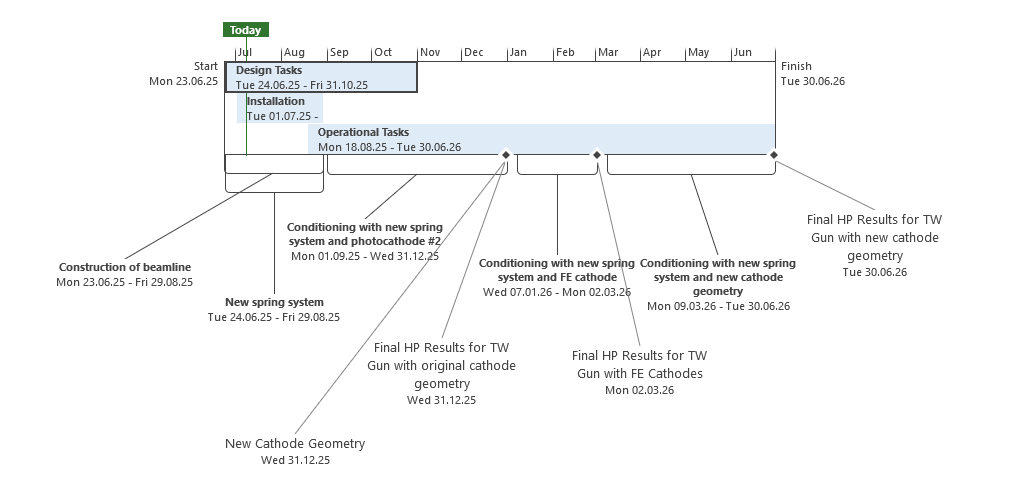 Today
Jul Aug Sep Oct Nov Dec Jan Feb Mar Apr May Jun
Start
Mon 23.06.25
Finish
Tue 30.06.26
Design Tasks
Tue 24.06.25 - Fri 31.10.25
Installation
Tue 01.07.25 -
Operational Tasks
Mon 18.08.25 - Tue 30.06.26
Construction of beamline
Mon 23.06.25 - Fri 29.08.25
New spring system
Tue 24.06.25 - Fri 29.08.25
Conditioning with new spring
system and photocathode #2
Mon 01.09.25 - Wed 31.12.25
Conditioning with new spring
system and FE cathode
Wed 07.01.26 - Mon 02.03.26
Conditioning with new spring
system and new cathode
geometry
Mon 09.03.26 - Tue 30.06.26
Final HP Results for TW
Gun with new cathode
geometry
Tue 30.06.26
Final HP Results for TW
Gun with original cathode
geometry
Wed 31.12.25
Final HP Results for TW
Gun with FE Cathodes
Mon 02.03.26
New Cathode Geometry
Wed 31.12.25